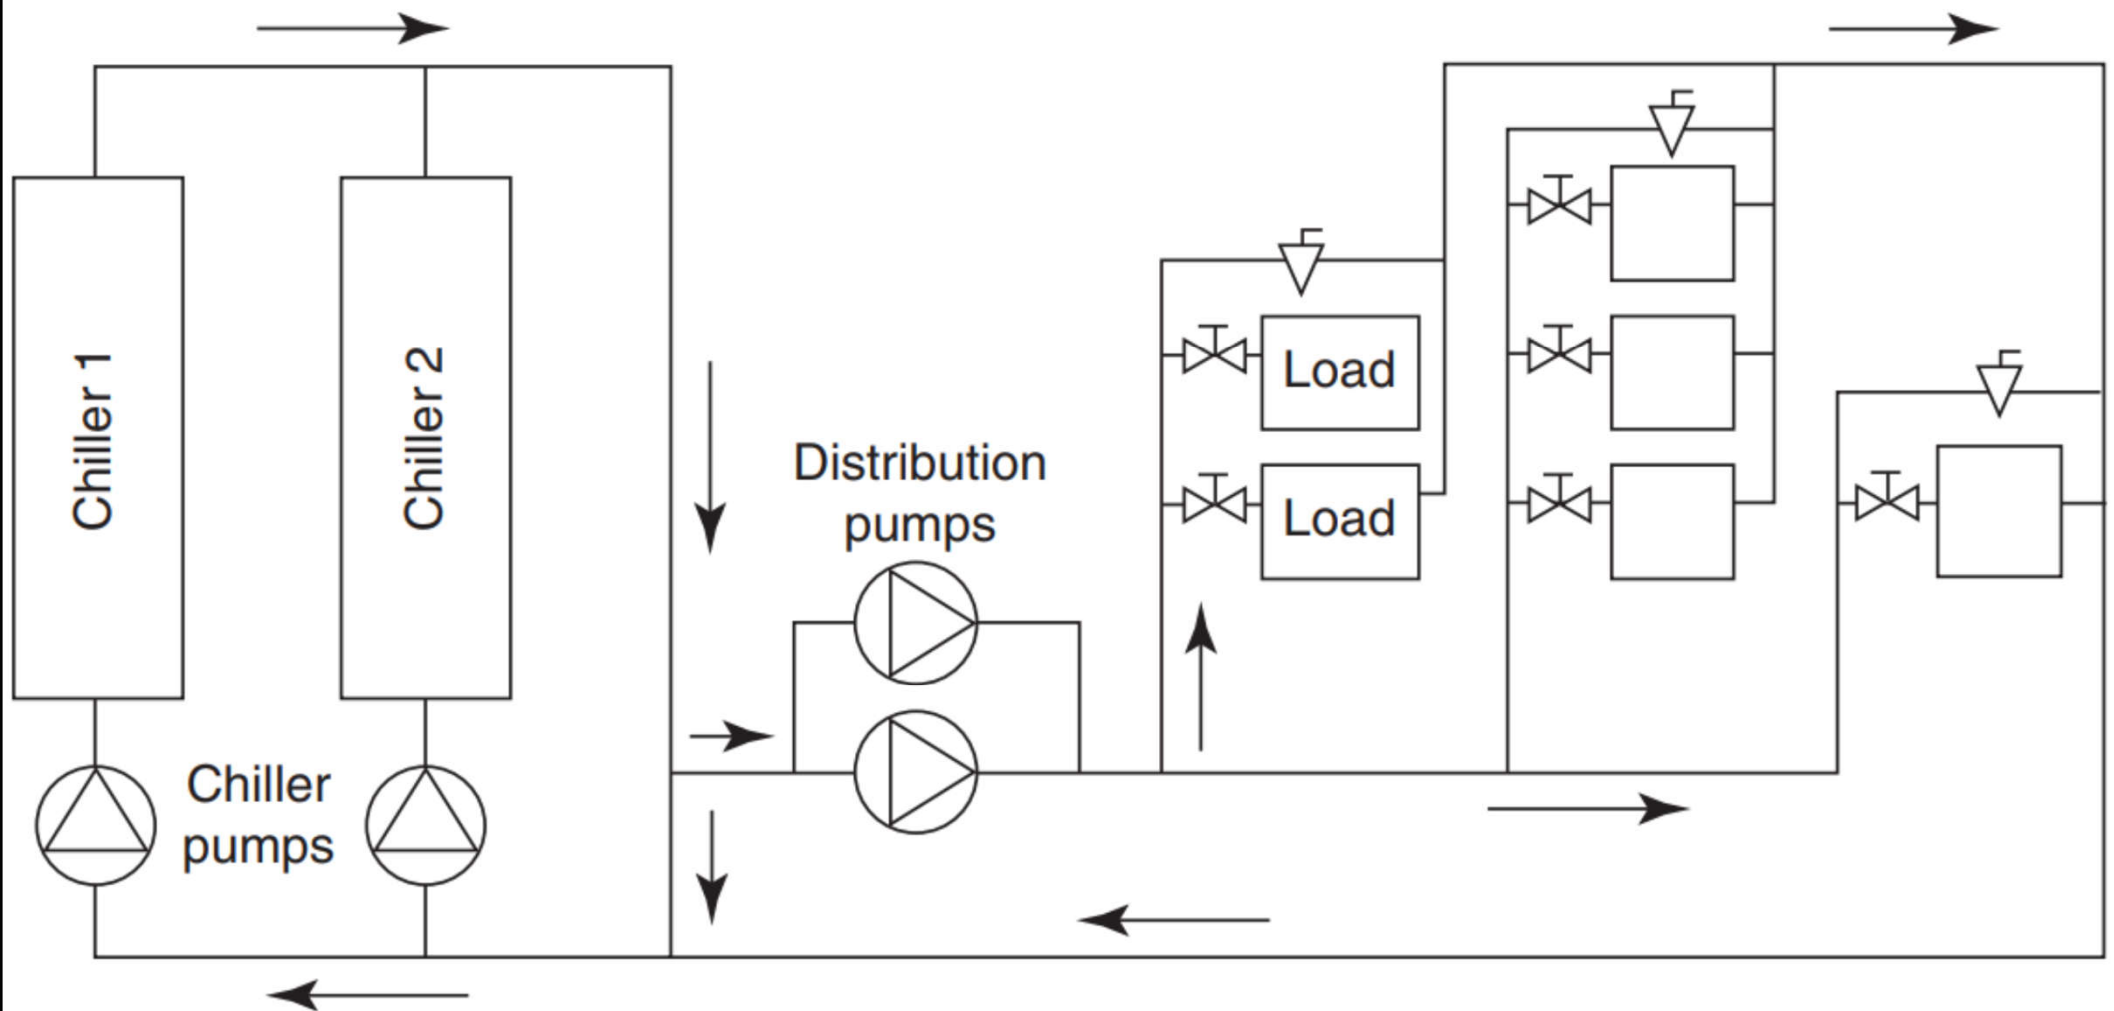 Chiller 1
Chiller 2
Chiller
pumps
Distribution
pumps
Load
Load